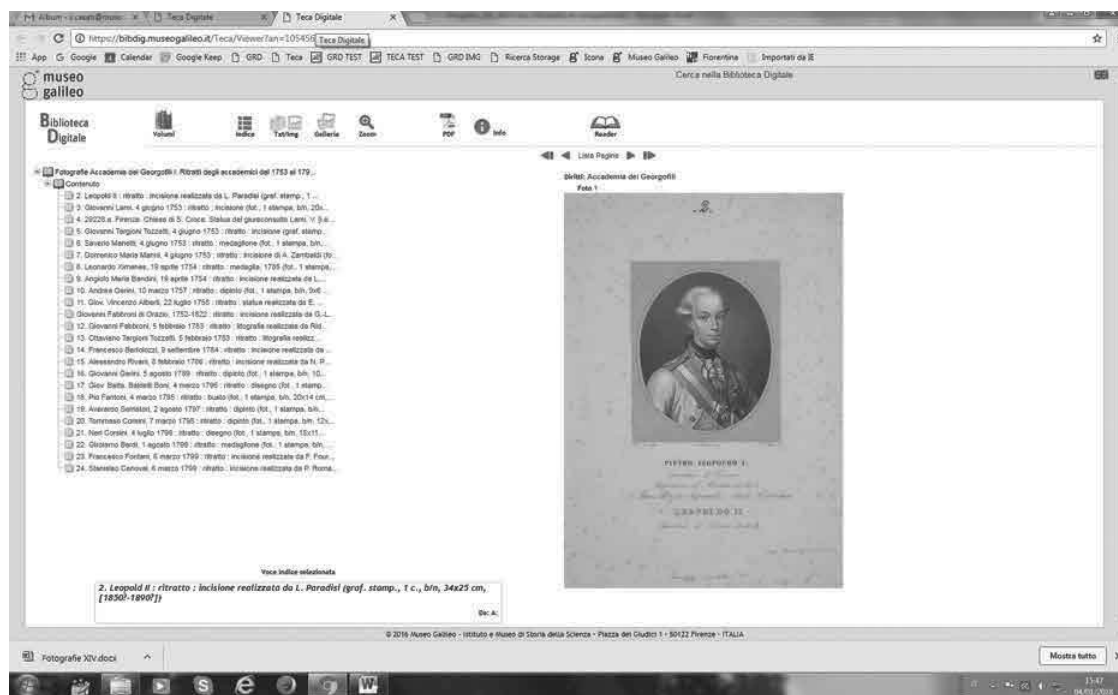 Teca Digitale
Teca Digitale
Teca Digitale
https://bibdig.museogalileo.it/Teca/Viewer?an=105456
App Google Calendar Google Keep GRD Teca GRD TEST TECA TEST GRD IMG Ricerca Storage Icona Museo Galileo Fiorentina Importati da IE
museo
galileo
Cerca nella Biblioteca Digitale
Biblioteca
Digitale
Volumi Indice Txt/Img Galleria Zoom PDF Info Reader
Lista Pagine
Fotografie Accademia dei Georgofili I. Ritratti degli accademici dal 1753 al 179...
Contenuto
2. Leopold II : ritratto : incisione realizzata da L. Paradisi (graf. stamp., 1 ...
3. Giovanni Lami, 4 giugno 1753 : ritratto : incisione (fot., 1 stampa, b/n, 20x...
4. 29226.a. Firenze. Chiesa di S. Croce. Statua del giureconsulto Lami. V. \[i.e...
5. Giovanni Targioni Tozzetti, 4 giugno 1753 : ritratto : incisione (graf. stamp...
6. Saverio Manetti, 4 giugno 1753 : ritratto : medaglione (fot., 1 stampa, b/n,...
7. Domenico Maria Manni, 4 giugno 1753 : ritratto : incisione di A. Zambaldi (fo...
8. Leonardo Ximenes, 19 aprile 1754 : ritratto : medaglia, 1785 (fot., 1 stampa,...
9. Angiolo Maria Bandini, 19 aprile 1754 : ritratto : incisione realizzata da L....
10. Andrea Gerini, 10 marzo 1757 : ritratto : dipinto (fot., 1 stampa, b/n, 9x6 ...
11. Giov. Vincenzo Alberti, 22 luglio 1756 : ritratto : statua realizzata da E. ...
Giovanni Fabbroni di Orazio, 1752-1822 : ritratto : incisione realizzata da G.-L...
12. Giovanni Fabbroni, 5 febbraio 1783 : ritratto : litografia realizzata da Rid...
13. Ottaviano Targioni Tozzetti, 5 febbraio 1783 : ritratto : litografia realizz...
14. Francesco Bartolozzi, 9 settembre 1784 : ritratto : incisione realizzata da ...
15. Alessandro Rivani, 8 febbraio 1786 : ritratto : incisione realizzata da N. P...
16. Giovanni Gerini, 5 agosto 1789 : ritratto : dipinto (fot., 1 stampa, b/n, 10...
17. Giov. Batta. Baldelli Boni, 4 marzo 1795 : ritratto : disegno (fot., 1 stamp...
18. Pio Fantoni, 4 marzo 1795 : ritratto : busto (fot., 1 stampa, b/n, 20x14 cm,...
19. Averardo Serristori, 2 agosto 1797 : ritratto : dipinto (fot., 1 stampa, b/n...
20. Tommaso Corsini, 7 marzo 1798 : ritratto : dipinto (fot., 1 stampa, b/n, 12x...
21. Neri Corsini, 4 luglio 1798 : ritratto : disegno (fot., 1 stampa, b/n, 15x11...
22. Girolamo Bardi, 1 agosto 1798 : ritratto : medaglione (fot., 1 stampa, b/n,...
23. Francesco Fontani, 6 marzo 1799 : ritratto : incisione realizzata da F. Four...
24. Stanislao Canovai, 6 marzo 1799 : ritratto : incisione realizzata da P. Roma...
Diritti: Accademia dei Georgofili
Foto 1
2.
PIETRO LEOPOLDO I.
LEOPOLDO II.
Voce indice selezionata
2. Leopold II : ritratto : incisione realizzata da L. Paradisi (graf. stamp., 1 c., b/n, 34x25 cm,
[1850?-1890?])
Da: A:
© 2016 Museo Galileo - Istituto e Museo di Storia della Scienza - Piazza dei Giudici 1 - 50122 Firenze - ITALIA
Fotografie XIV.docx
Mostra tutto
15:47
04/01/2018